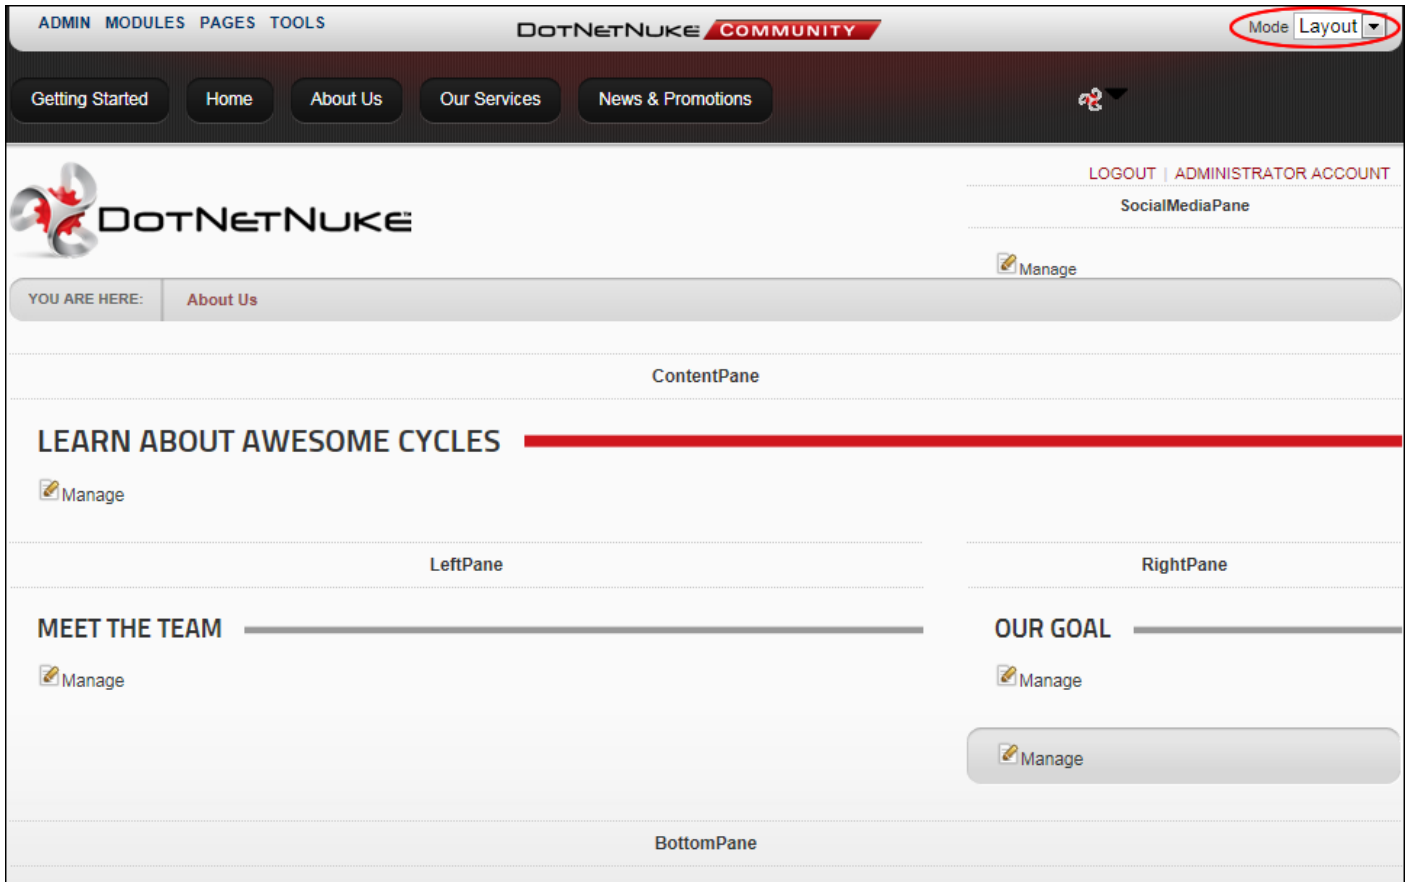 ADMIN MODULES PAGES TOOLS
DOTNETNUKE COMMUNITY
Mode Layout
Getting Started Home About Us Our Services News & Promotions
LOGOUT | ADMINISTRATOR ACCOUNT
DOTNETNUKE
SocialMediaPane
Manage
YOU ARE HERE: About Us
ContentPane
LEARN ABOUT AWESOME CYCLES
Manage
LeftPane RightPane
MEET THE TEAM OUR GOAL
Manage Manage
Manage
BottomPane